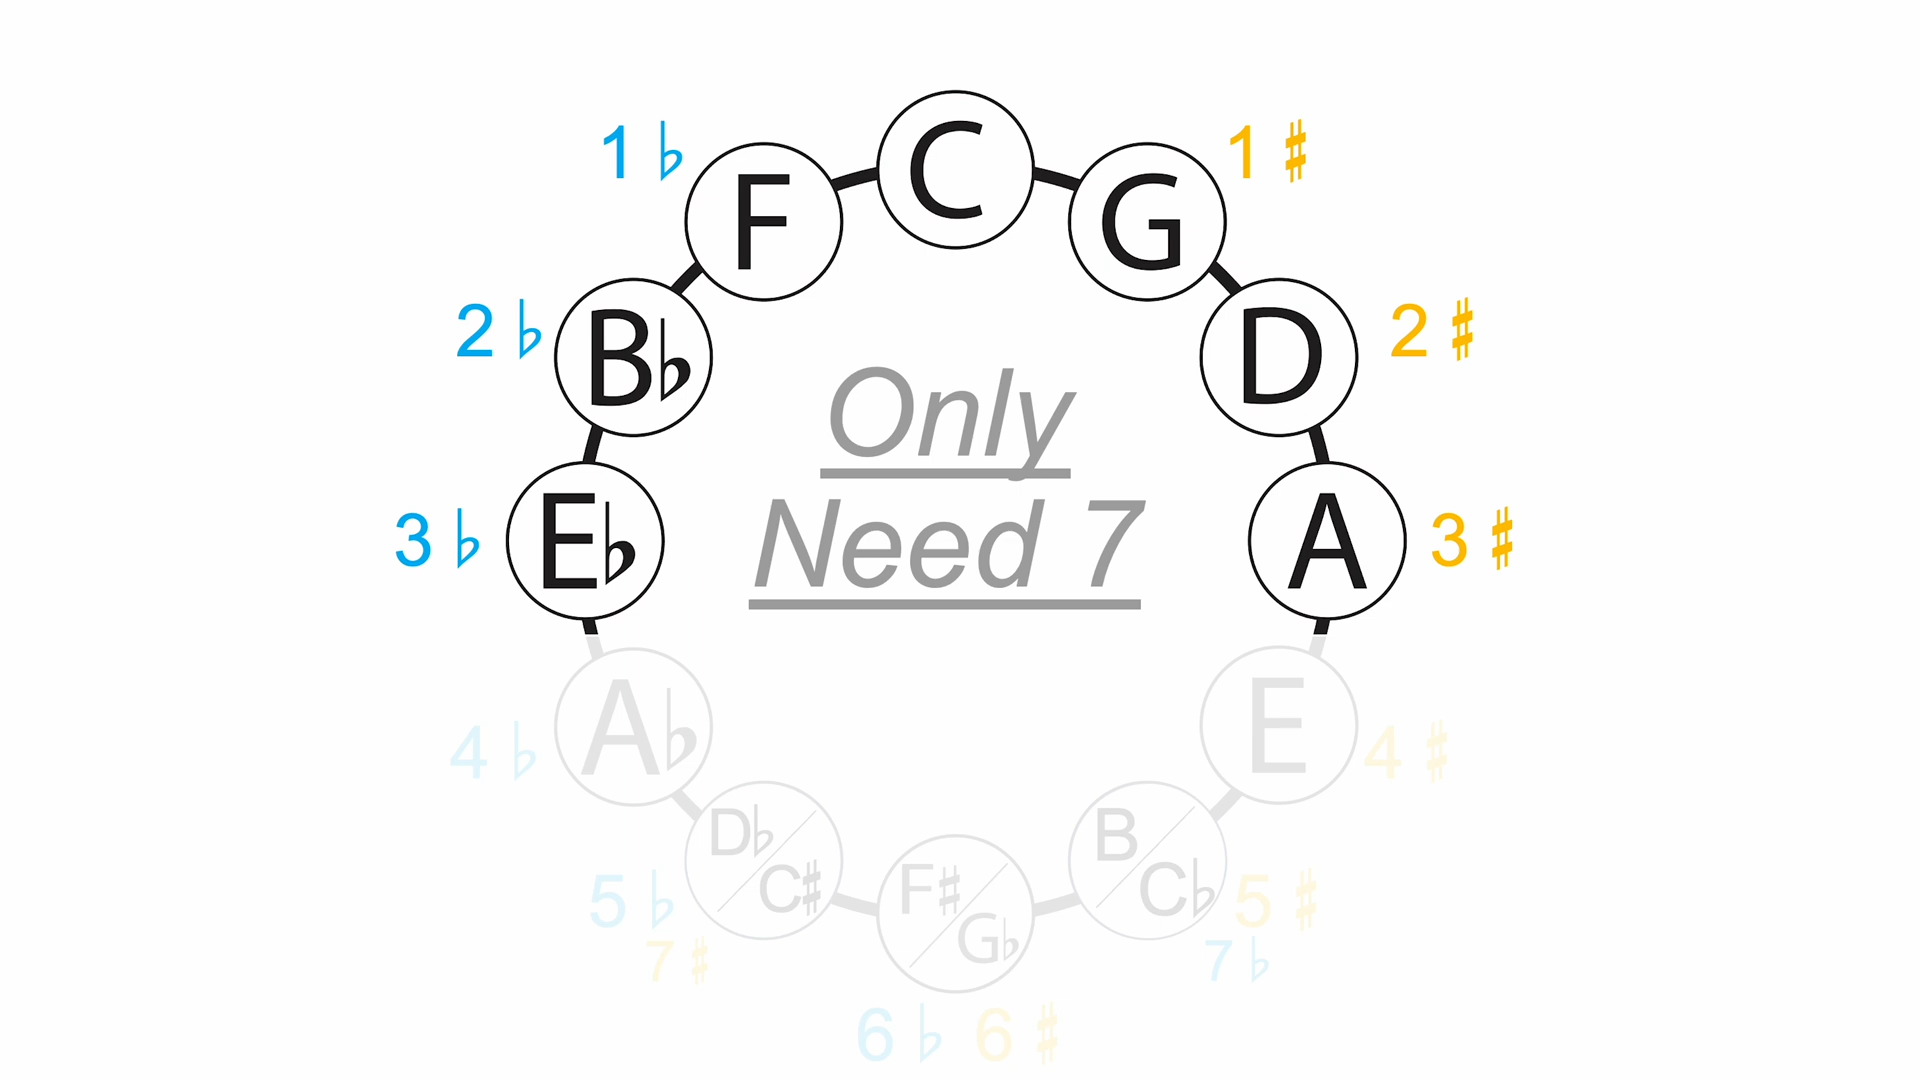 C
1 ♭ F G 1 ♯
2 ♭ B♭ D 2 ♯
Only
3 ♭ E♭ A 3 ♯
Need 7
4 ♭ A♭ E 4 ♯
5 ♭ D♭ C♯ F♯ G♭ B C♭ 5 ♯
7 ♯ 7 ♭
6 ♭ 6 ♯